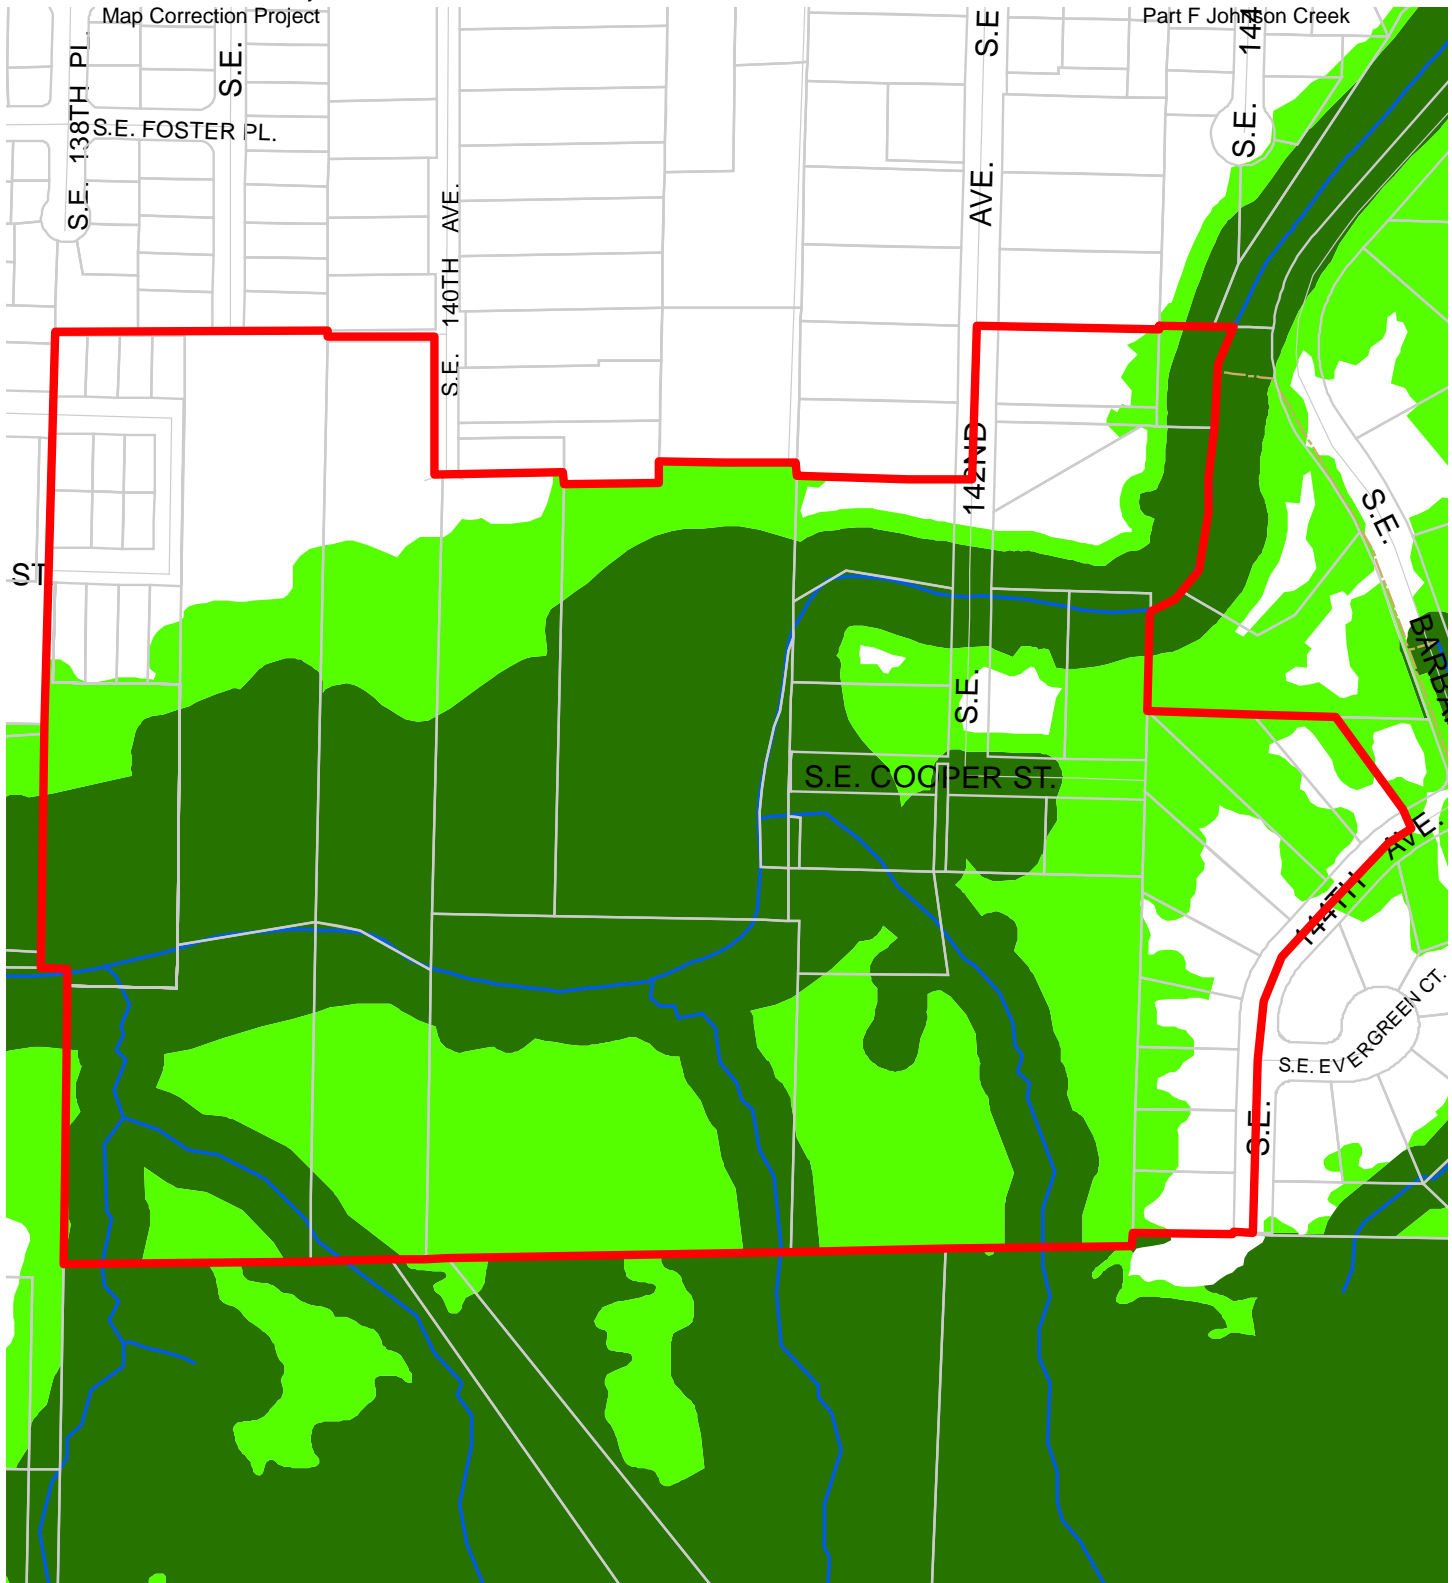 Map Correction Project
Part F Johnson Creek
S.E. 138TH PL.
S.E. FOSTER PL.
S.E.
S.E. 140TH AVE.
S.E.
AVE.
S.E. 144
142ND
S.E.
ST
S.E.
S.E. COOPER ST.
S.E. 144TH AVE.
S.E. EVERGREEN CT.